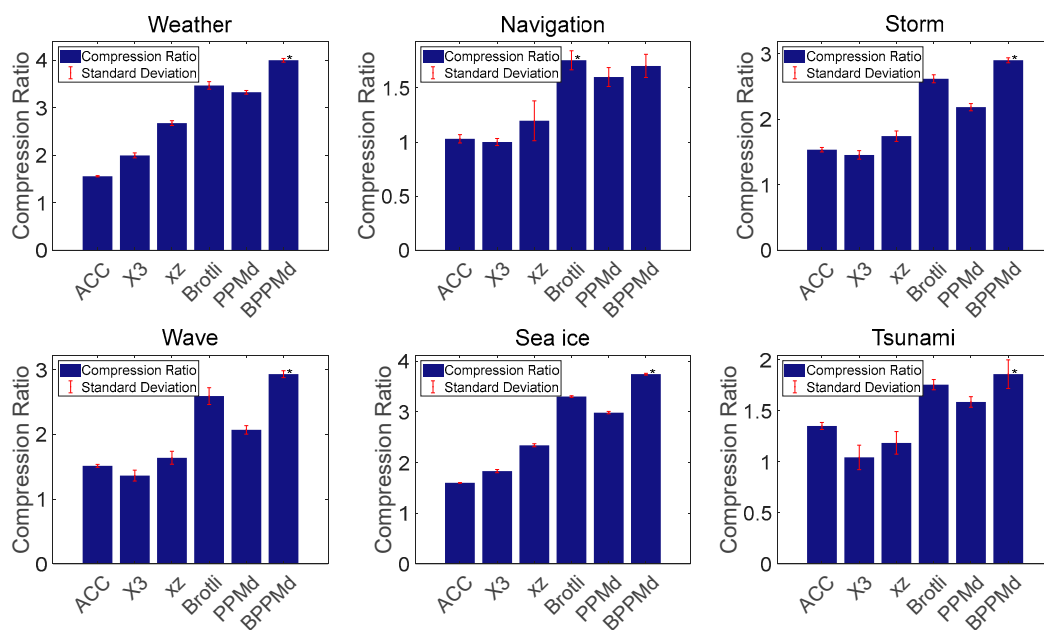 Weather
Compression Ratio
Standard Deviation
*
Compression Ratio
4
3
2
1
0
ACC
X3
xz
Brotli
PPMd
BPPMd
Navigation
Compression Ratio
Standard Deviation
*
Compression Ratio
1.5
1
0.5
0
ACC
X3
xz
Brotli
PPMd
BPPMd
Storm
Compression Ratio
Standard Deviation
*
Compression Ratio
3
2
1
0
ACC
X3
xz
Brotli
PPMd
BPPMd
Wave
Compression Ratio
Standard Deviation
*
Compression Ratio
3
2
1
0
ACC
X3
xz
Brotli
PPMd
BPPMd
Sea ice
Compression Ratio
Standard Deviation
*
Compression Ratio
4
3
2
1
0
ACC
X3
xz
Brotli
PPMd
BPPMd
Tsunami
Compression Ratio
Standard Deviation
*
Compression Ratio
2
1.5
1
0.5
0
ACC
X3
xz
Brotli
PPMd
BPPMd